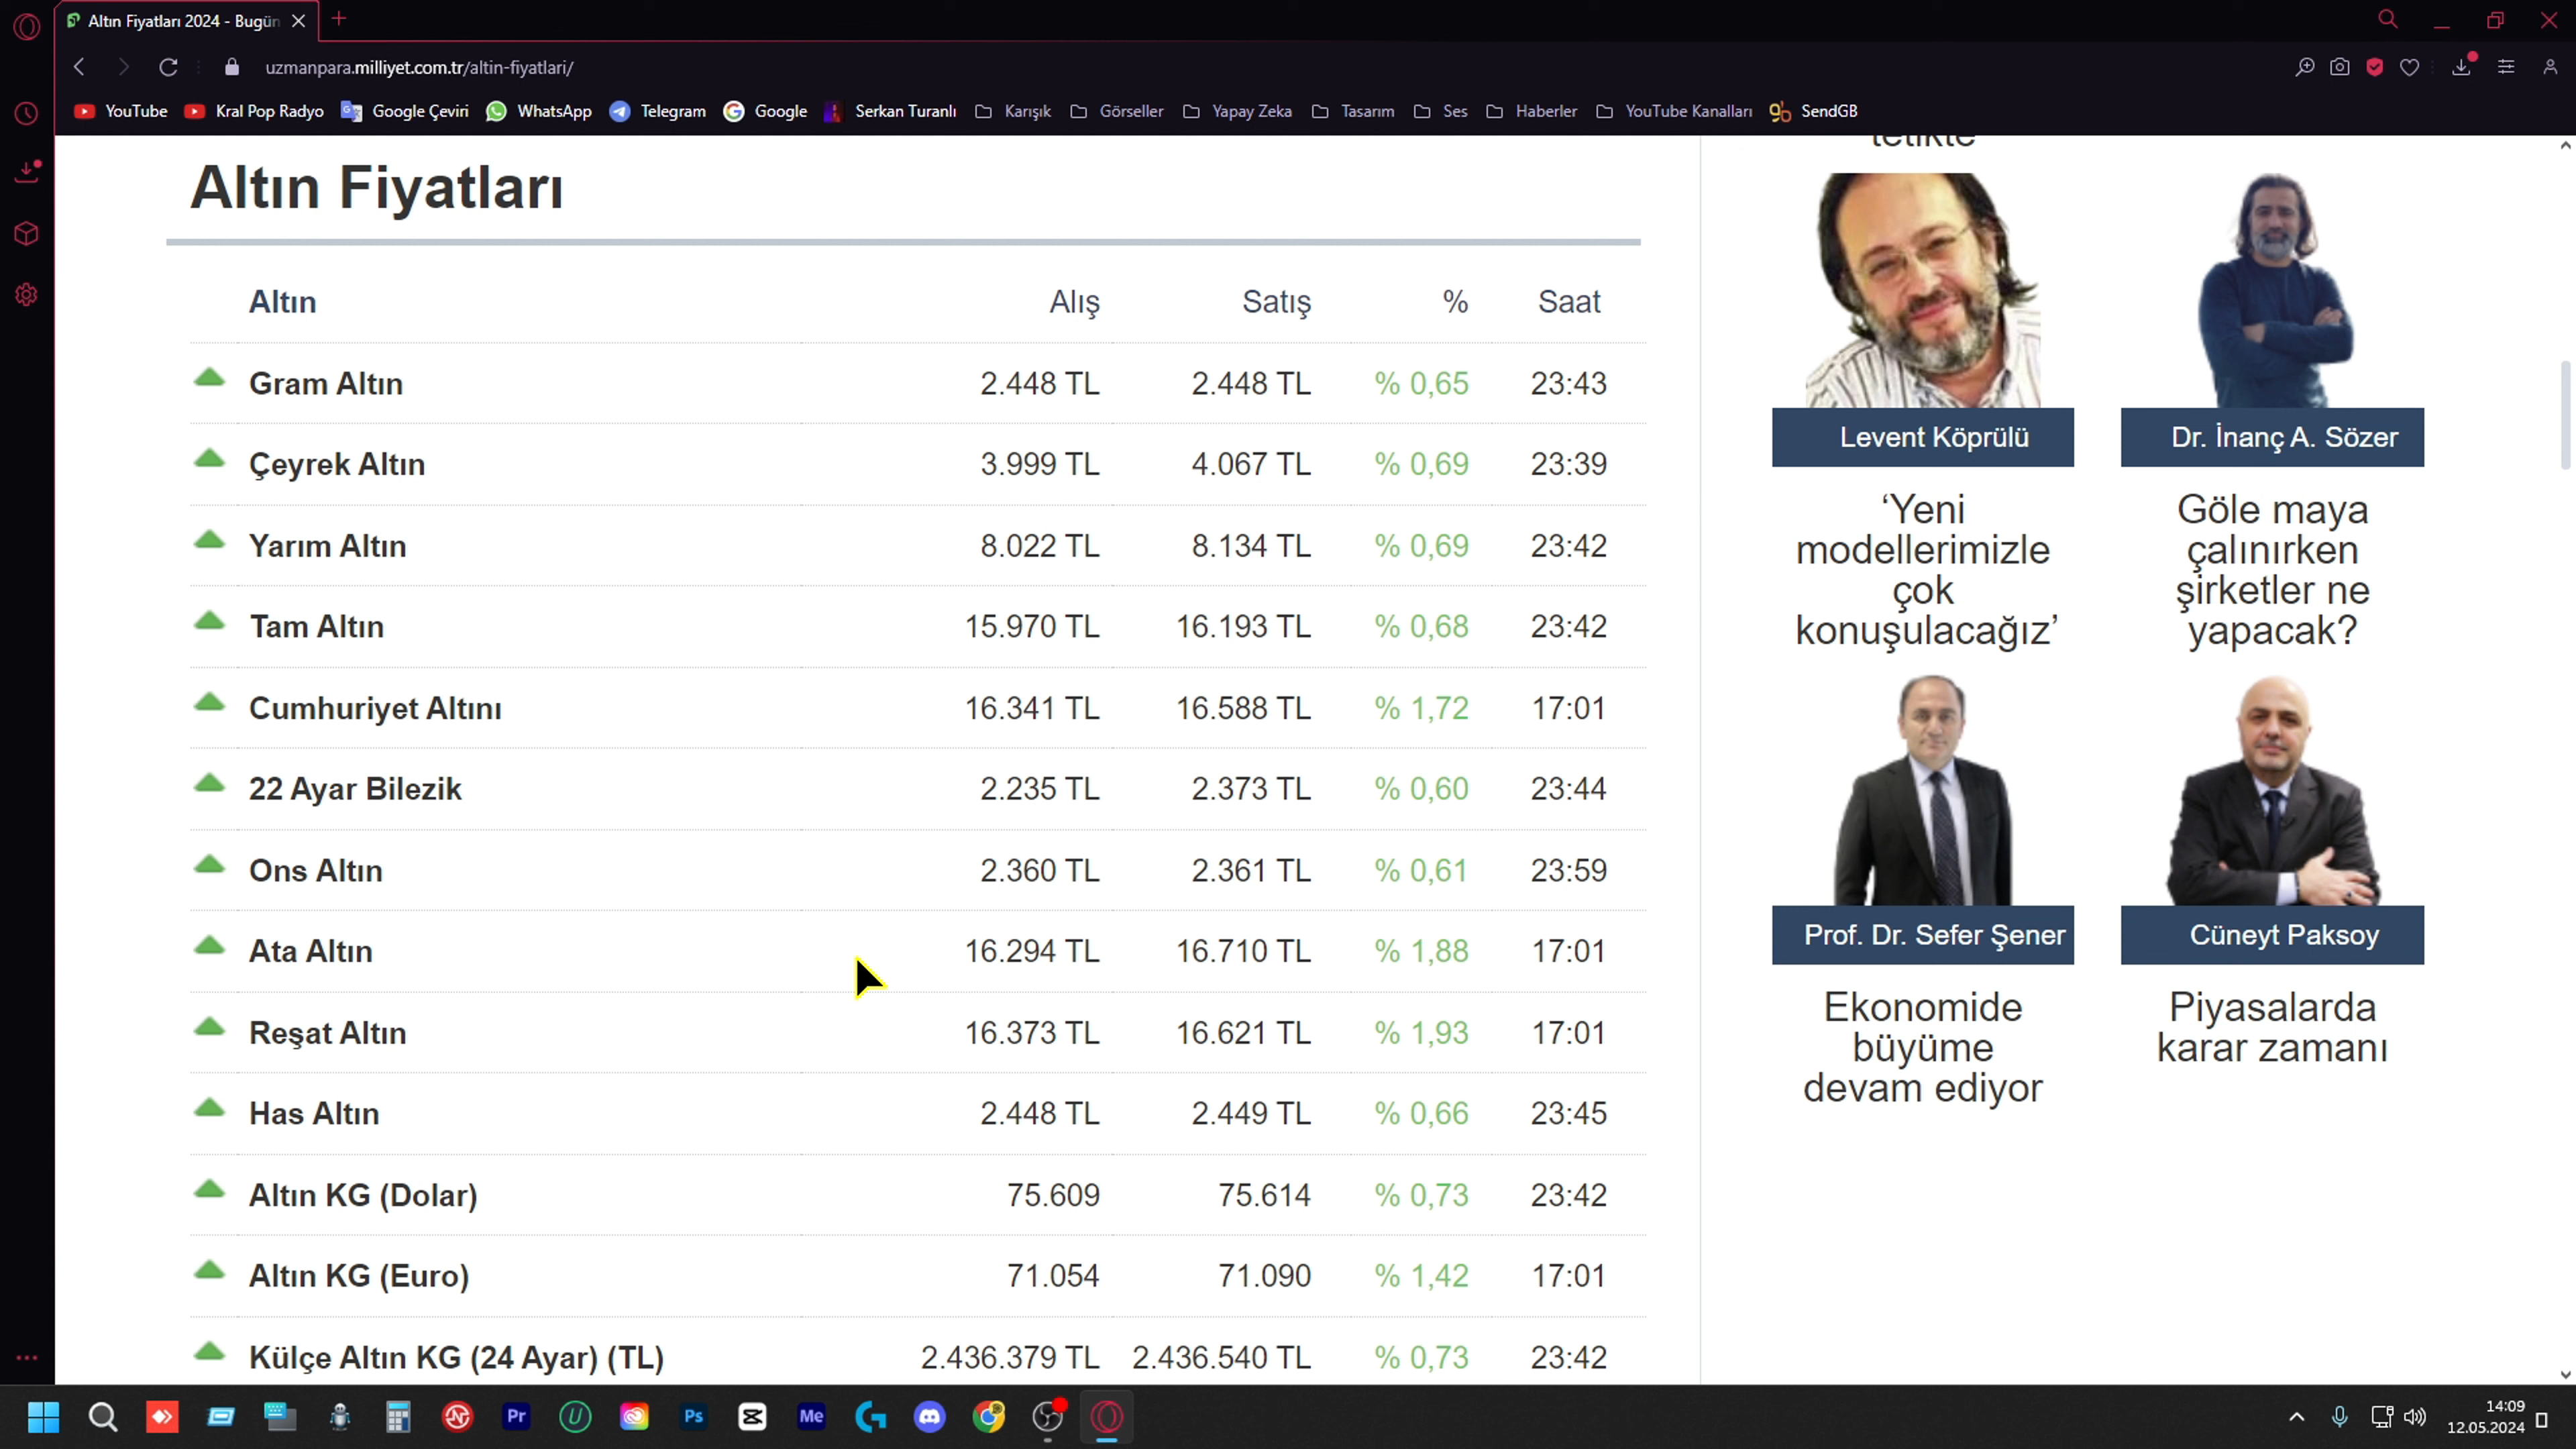 Altın Fiyatları 2024 - Bugün
uzmanpara.milliyet.com.tr/altin-fiyatlari/
YouTube Kral Pop Radyo Google Çeviri WhatsApp Telegram Google Serkan Turanlı Karışık Görseller Yapay Zeka Tasarım Ses Haberler YouTube Kanalları SendGB
Altın Fiyatları
Altın Alış Satış % Saat
Gram Altın 2.448 TL 2.448 TL % 0,65 23:43
Çeyrek Altın 3.999 TL 4.067 TL % 0,69 23:39
Yarım Altın 8.022 TL 8.134 TL % 0,69 23:42
Tam Altın 15.970 TL 16.193 TL % 0,68 23:42
Cumhuriyet Altını 16.341 TL 16.588 TL % 1,72 17:01
22 Ayar Bilezik 2.235 TL 2.373 TL % 0,60 23:44
Ons Altın 2.360 TL 2.361 TL % 0,61 23:59
Ata Altın 16.294 TL 16.710 TL % 1,88 17:01
Reşat Altın 16.373 TL 16.621 TL % 1,93 17:01
Has Altın 2.448 TL 2.449 TL % 0,66 23:45
Altın KG (Dolar) 75.609 75.614 % 0,73 23:42
Altın KG (Euro) 71.054 71.090 % 1,42 17:01
Külçe Altın KG (24 Ayar) (TL) 2.436.379 TL 2.436.540 TL % 0,73 23:42
tetikte
Levent Köprülü
‘Yeni
modellerimizle
çok
konuşulacağız’
Dr. İnanç A. Sözer
Göle maya
çalınırken
şirketler ne
yapacak?
Prof. Dr. Sefer Şener
Ekonomide
büyüme
devam ediyor
Cüneyt Paksoy
Piyasalarda
karar zamanı
Pr
Ps
Me
14:09
12.05.2024